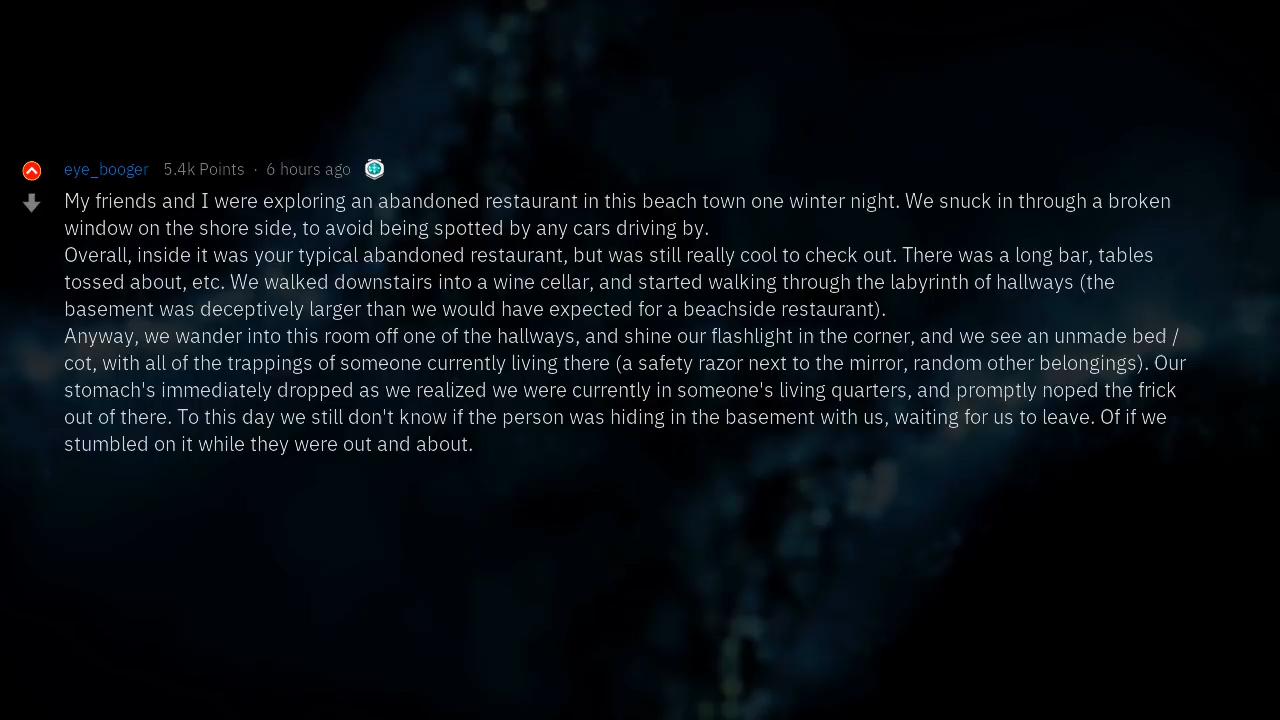 eye_booger 5.4k Points · 6 hours ago
My friends and I were exploring an abandoned restaurant in this beach town one winter night. We snuck in through a broken
window on the shore side, to avoid being spotted by any cars driving by.
Overall, inside it was your typical abandoned restaurant, but was still really cool to check out. There was a long bar, tables
tossed about, etc. We walked downstairs into a wine cellar, and started walking through the labyrinth of hallways (the
basement was deceptively larger than we would have expected for a beachside restaurant).
Anyway, we wander into this room off one of the hallways, and shine our flashlight in the corner, and we see an unmade bed /
cot, with all of the trappings of someone currently living there (a safety razor next to the mirror, random other belongings). Our
stomach's immediately dropped as we realized we were currently in someone's living quarters, and promptly noped the frick
out of there. To this day we still don't know if the person was hiding in the basement with us, waiting for us to leave. Of if we
stumbled on it while they were out and about.